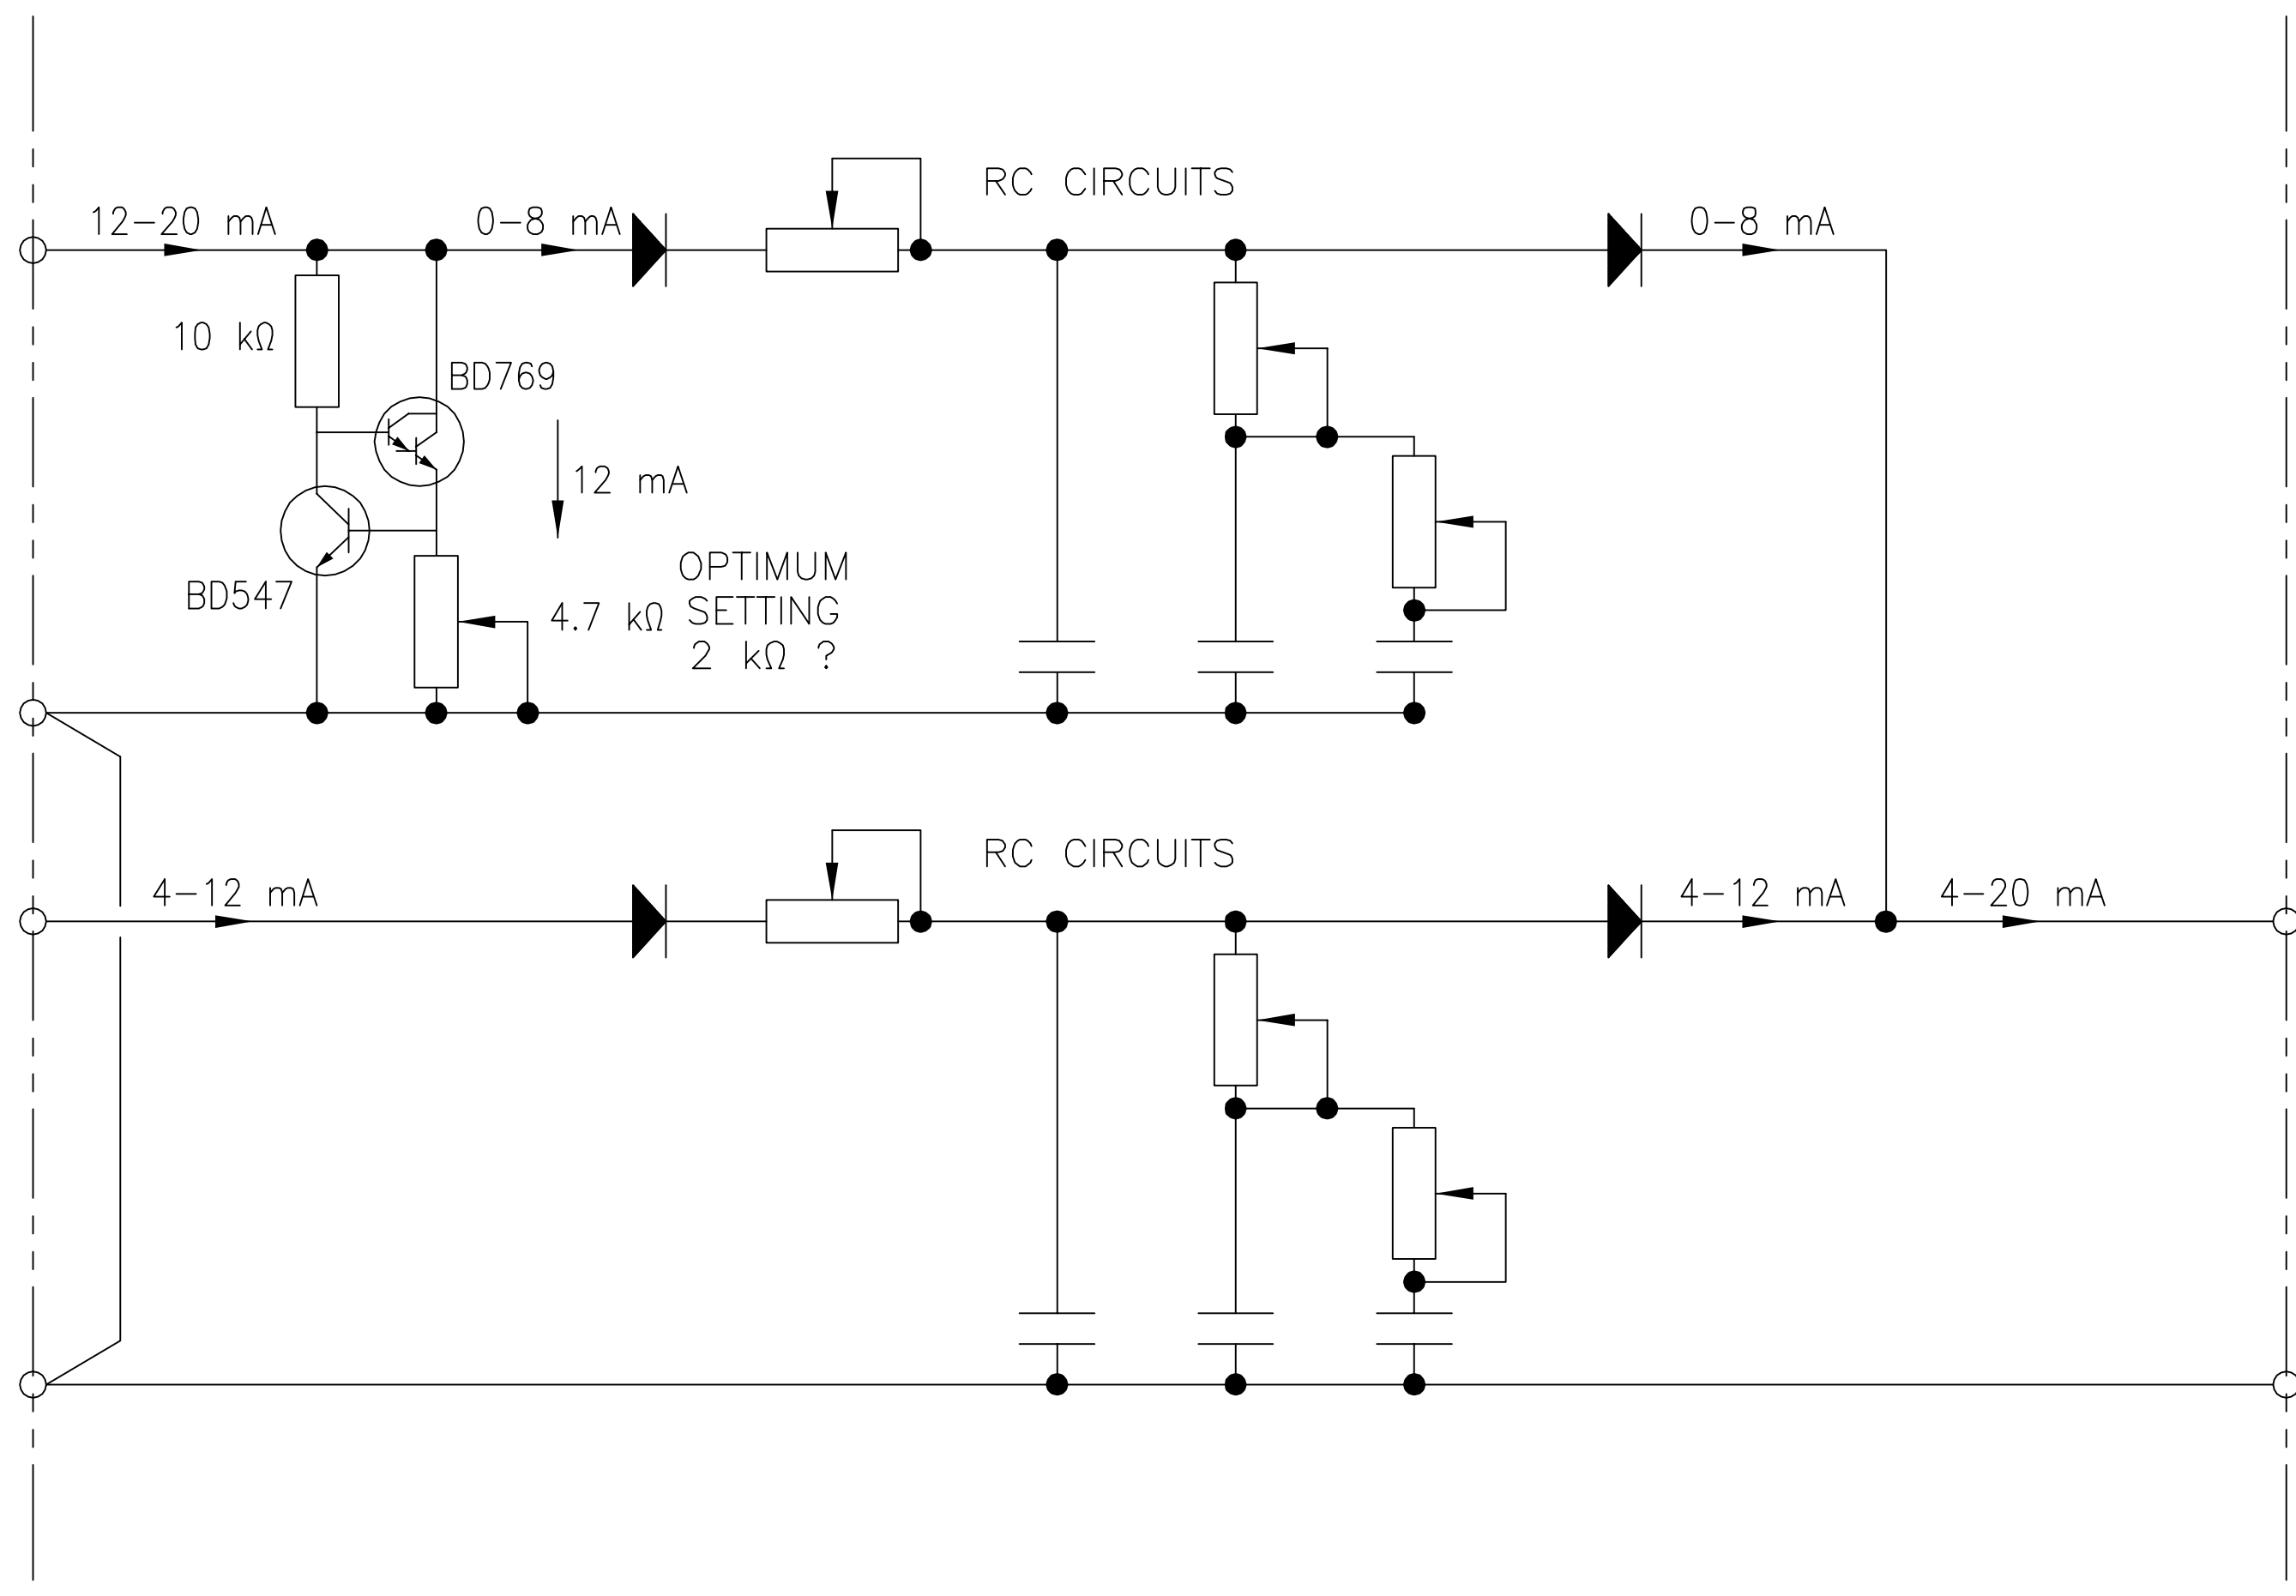 RC CIRCUITS
12-20 mA
0-8 mA
0-8 mA
10 kΩ
BD769
12 mA
OPTIMUM
SETTING
2 kΩ ?
BD547
4.7 kΩ
RC CIRCUITS
4-12 mA
4-12 mA
4-20 mA